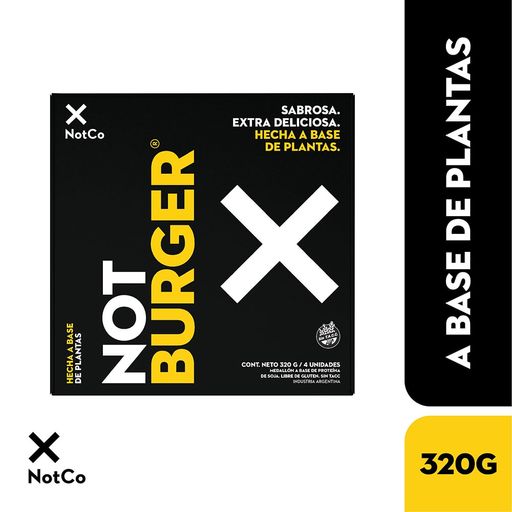 NotCo
SABROSA.
EXTRA DELICIOSA.
HECHA A BASE
DE PLANTAS.
NOT
BURGER®
HECHA A BASE
DE PLANTAS
Sin T.A.C.C.
CONT. NETO 320 G / 4 UNIDADES
MEDALLÓN A BASE DE PROTEÍNA
DE SOJA, LIBRE DE GLUTEN. SIN TACC
INDUSTRIA ARGENTINA
NotCo
A BASE DE PLANTAS
320G